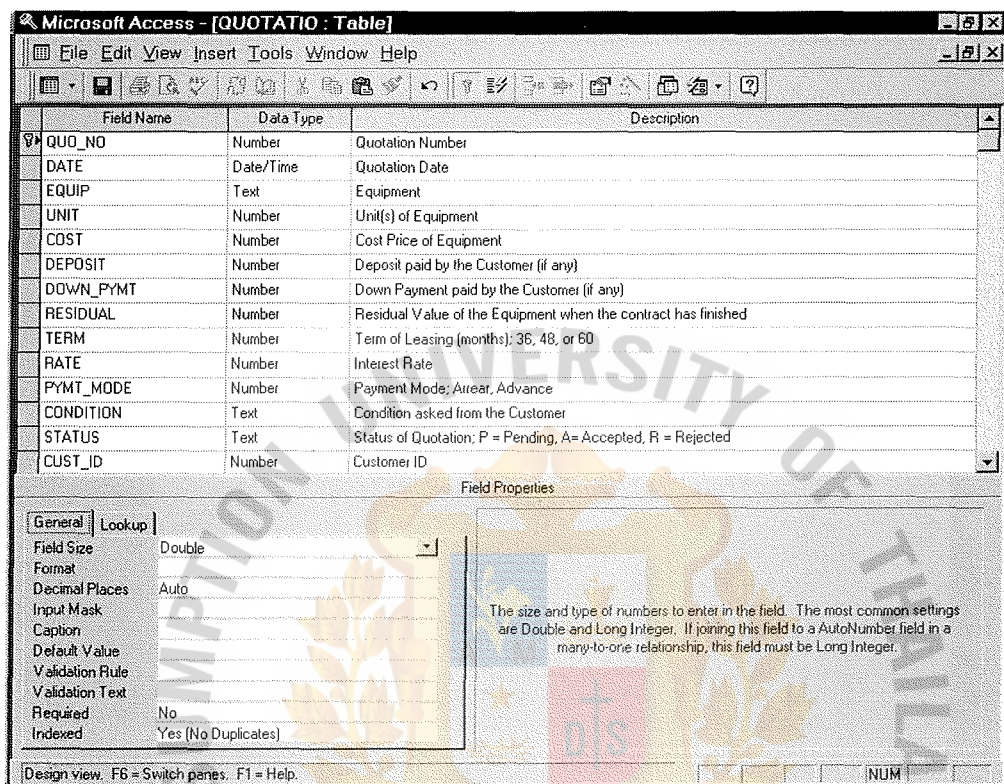 Microsoft Access - [QUOTATIO : Table]
File Edit View Insert Tools Window Help
Field Name Data Type Description
QUO_NO Number Quotation Number
DATE Date/Time Quotation Date
EQUIP Text Equipment
UNIT Number Unit(s) of Equipment
COST Number Cost Price of Equipment
DEPOSIT Number Deposit paid by the Customer (if any)
DOWN_PYMT Number Down Payment paid by the Customer (if any)
RESIDUAL Number Residual Value of the Equipment when the contract has finished
TERM Number Term of Leasing (months); 36, 48, or 60
RATE Number Interest Rate
PYMT_MODE Number Payment Mode; Arrear, Advance
CONDITION Text Condition asked from the Customer
STATUS Text Status of Quotation; P = Pending, A= Accepted, R = Rejected
CUST_ID Number Customer ID
Field Properties
General Lookup
Field Size Double
Format
Decimal Places Auto
Input Mask
Caption
Default Value
Validation Rule
Validation Text
Required No
Indexed Yes (No Duplicates)
The size and type of numbers to enter in the field. The most common settings
are Double and Long Integer. If joining this field to a AutoNumber field in a
many-to-one relationship, this field must be Long Integer.
Design view. F6 = Switch panes. F1 = Help.
NUM
UNIVERSITY OF THAILA
MPTION
DS